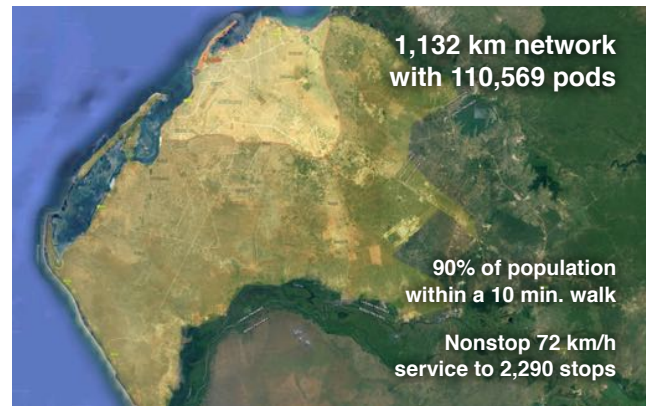 1,132 km network
with 110,569 pods
90% of population
within a 10 min. walk
Nonstop 72 km/h
service to 2,290 stops